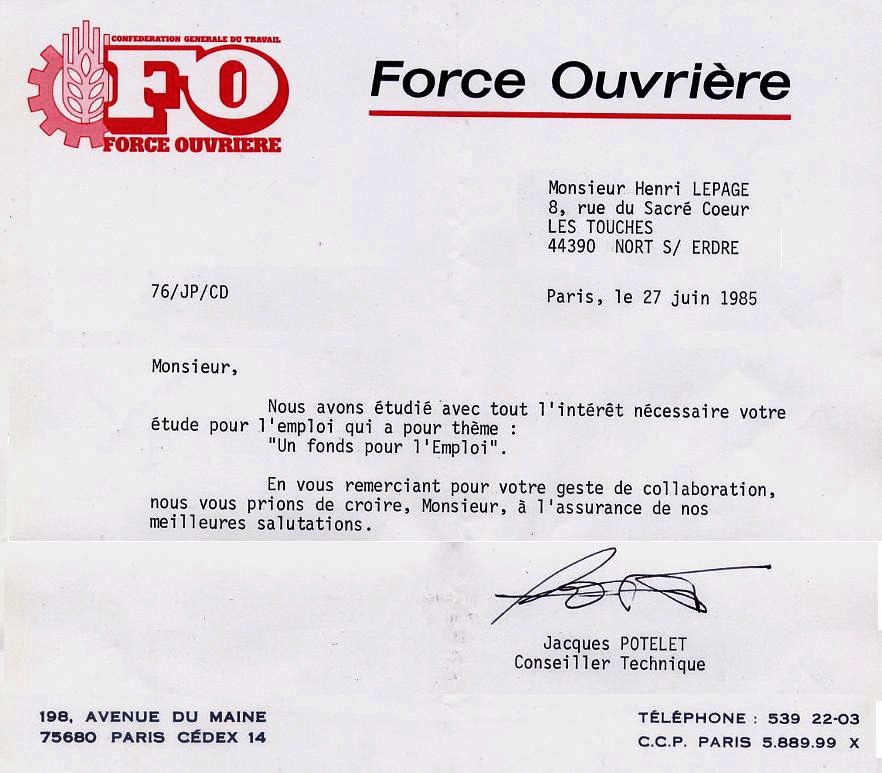 CONFEDERATION GENERALE DU TRAVAIL
FO
FORCE OUVRIERE
Force Ouvrière
Monsieur Henri LEPAGE
8, rue du Sacré Coeur
LES TOUCHES
44390 NORT S/ ERDRE
76/JP/CD
Paris, le 27 juin 1985
Monsieur,
Nous avons étudié avec tout l'intérêt nécessaire votre
étude pour l'emploi qui a pour thème :
"Un fonds pour l'Emploi".
En vous remerciant pour votre geste de collaboration,
nous vous prions de croire, Monsieur, à l'assurance de nos
meilleures salutations.
Jacques POTELET
Conseiller Technique
198, AVENUE DU MAINE
75680 PARIS CÉDEX 14
TÉLÉPHONE : 539 22-03
C.C.P. PARIS 5.889.99 X